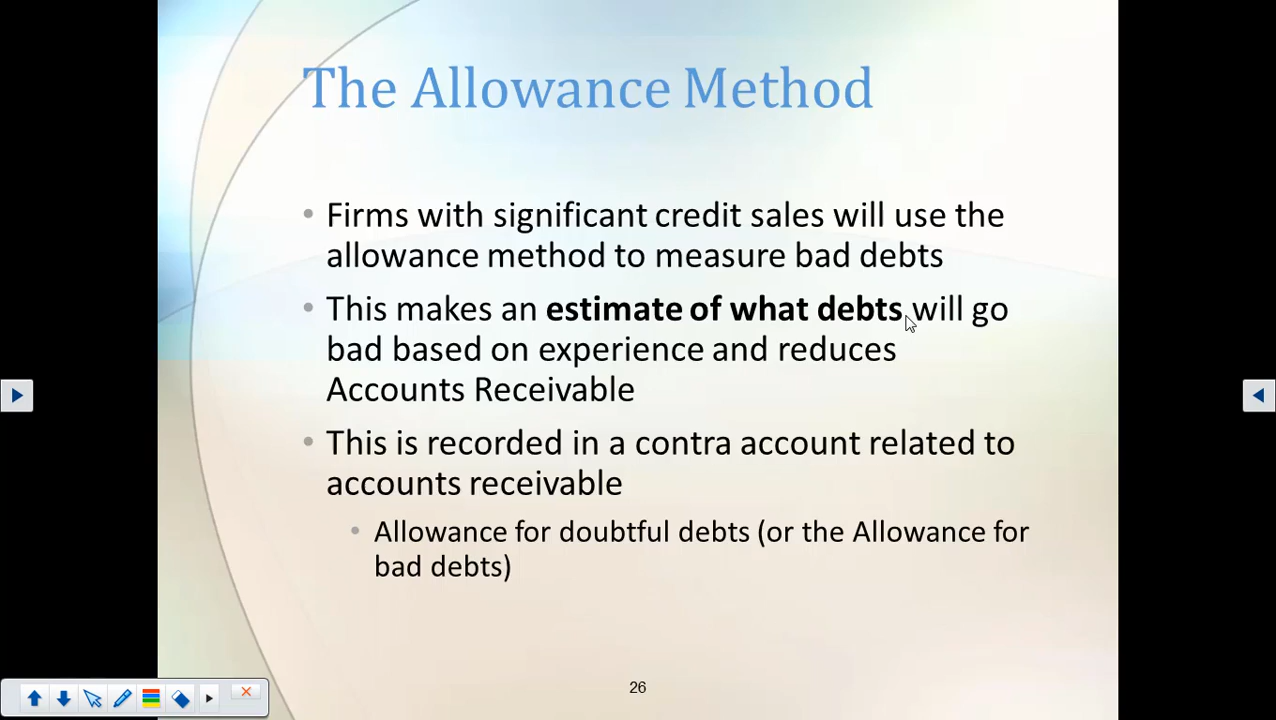 The Allowance Method
• Firms with significant credit sales will use the
allowance method to measure bad debts
• This makes an estimate of what debts will go
bad based on experience and reduces
Accounts Receivable
• This is recorded in a contra account related to
accounts receivable
• Allowance for doubtful debts (or the Allowance for
bad debts)
26